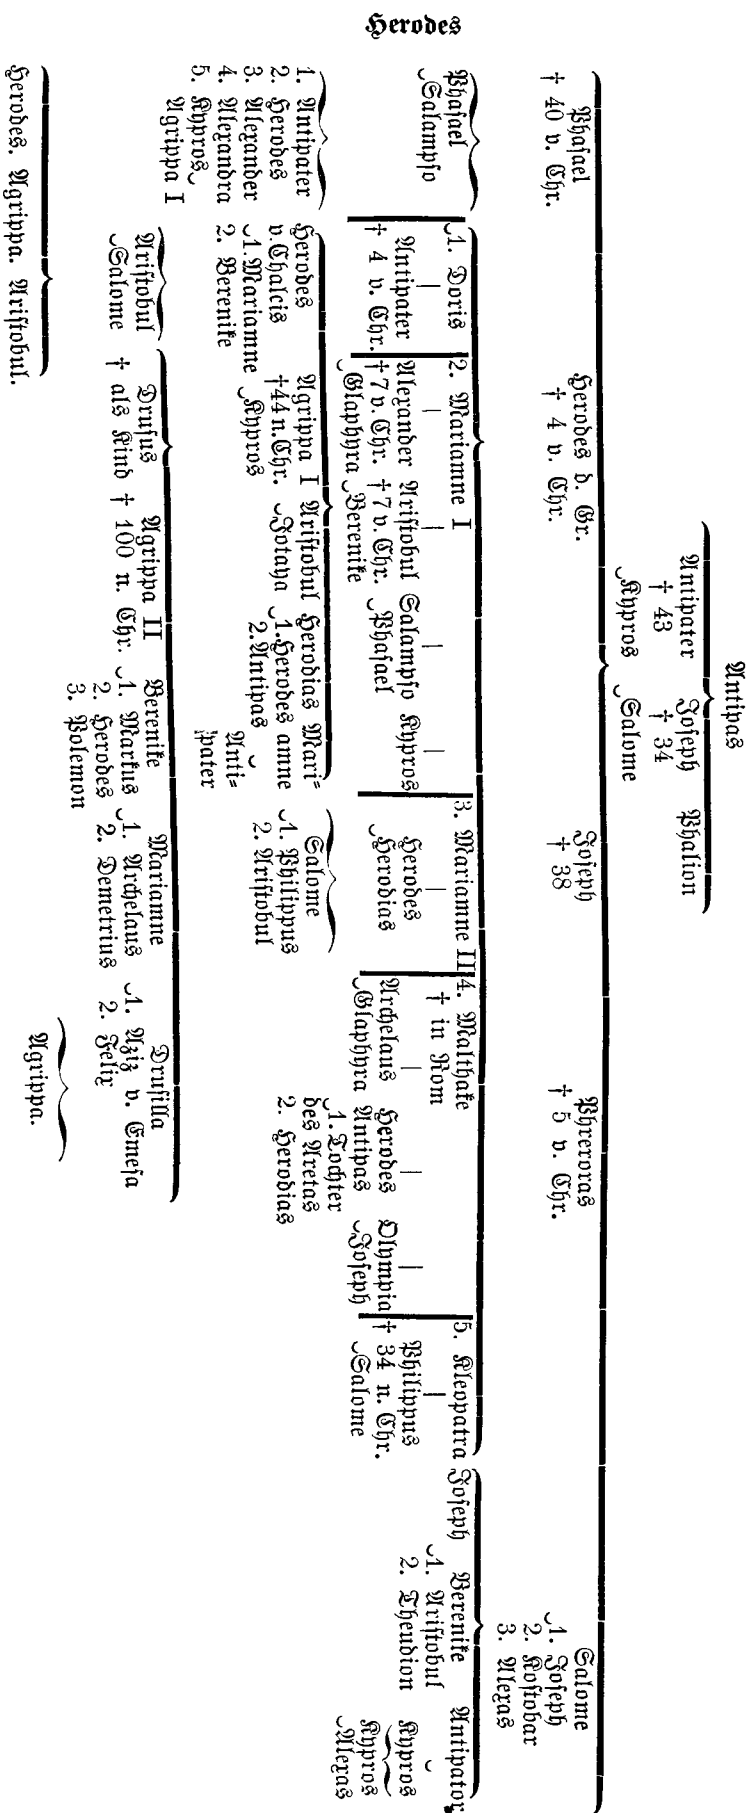 Herodes
Antipas
Antipater
† 43
◡Kypros
Joseph
† 34
◡Salome
Phalion
Phasael
† 40 v. Chr.
Herodes d. Gr.
† 4 v. Chr.
Joseph
† 38
Phreroras
† 5 v. Chr.
Salome
◡1. Joseph
2. Kostobar
3. Alexas
Phasael
◡Salampso
◡1. Doris
Antipater
† 4 v. Chr.
2. Mariamne I
Alexander
†7 v. Chr.
◡Glaphyra
Aristobul
†7 v. Chr.
◡Berenike
Salampso
◡Phasael
Kypros
3. Mariamne II
Herodes
◡Herodias
4. Malthake
† in Rom
Archelaus
◡Glaphyra
Herodes
Antipas
◡1. Tochter
des Aretas
2. Herodias
Olympia
◡Joseph
5. Kleopatra
Philippus
† 34 n. Chr.
◡Salome
Joseph
Berenike
◡1. Aristobul
2. Theudion
Antipator
◡
Kypros
Kypros
◡Alexas
1. Antipater
2. Herodes
3. Alexander
4. Alexandra
5. Kypros◡
Agrippa I
Herodes
v. Chalcis
◡1. Mariamne
2. Berenike
Agrippa I
†44 n. Chr.
◡Kypros
Aristobul
◡Jotapa
Herodias
◡1. Herodes
2. Antipas
Mari=
amne
◡
Anti=
pater
Salome
◡1. Philippus
2. Aristobul
Aristobul
◡Salome
Drusus
† als Kind
Agrippa II
† 100 n. Chr.
Berenike
◡1. Markus
2. Herodes
3. Polemon
Mariamne
◡1. Archelaus
2. Demetrius
Drusilla
◡1. Aziz v. Emesa
2. Felix
Herodes. Agrippa. Aristobul.
Agrippa.